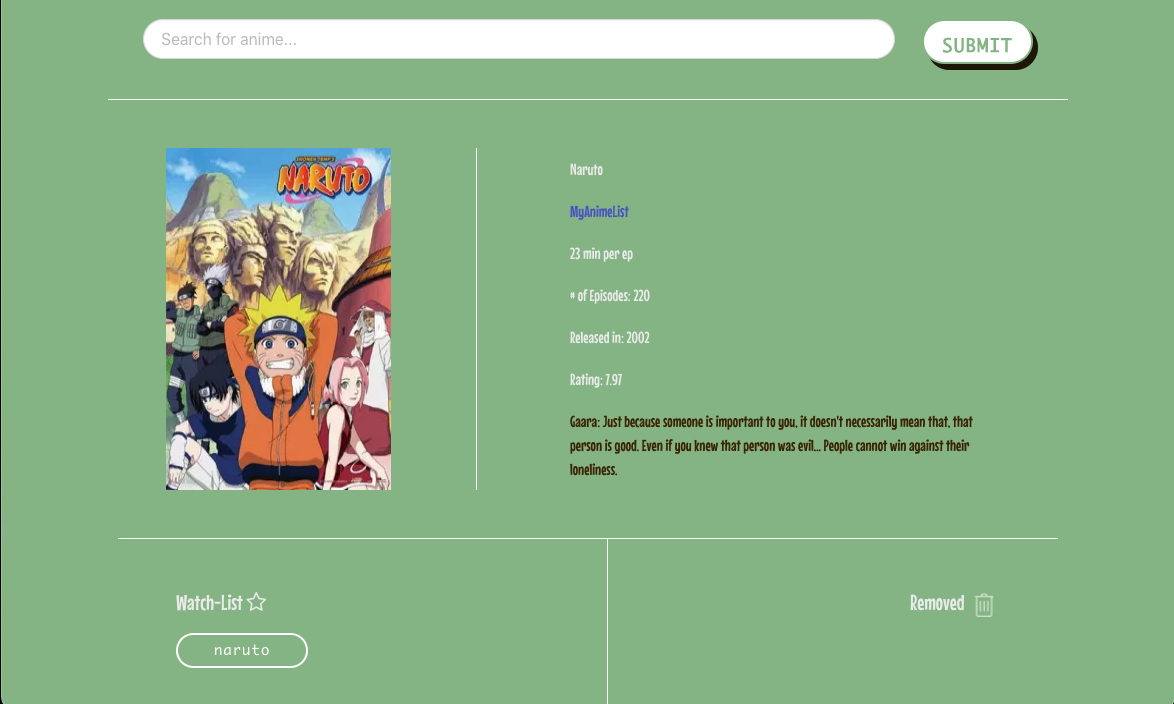 Search for anime...
SUBMIT
SHONEN JUMP'S
NARUTO
Naruto
MyAnimeList
23 min per ep
# of Episodes: 220
Released in: 2002
Rating: 7.97
Gaara: Just because someone is important to you, it doesn't necessarily mean that, that
person is good. Even if you knew that person was evil... People cannot win against their
loneliness.
Watch-List
Removed
naruto